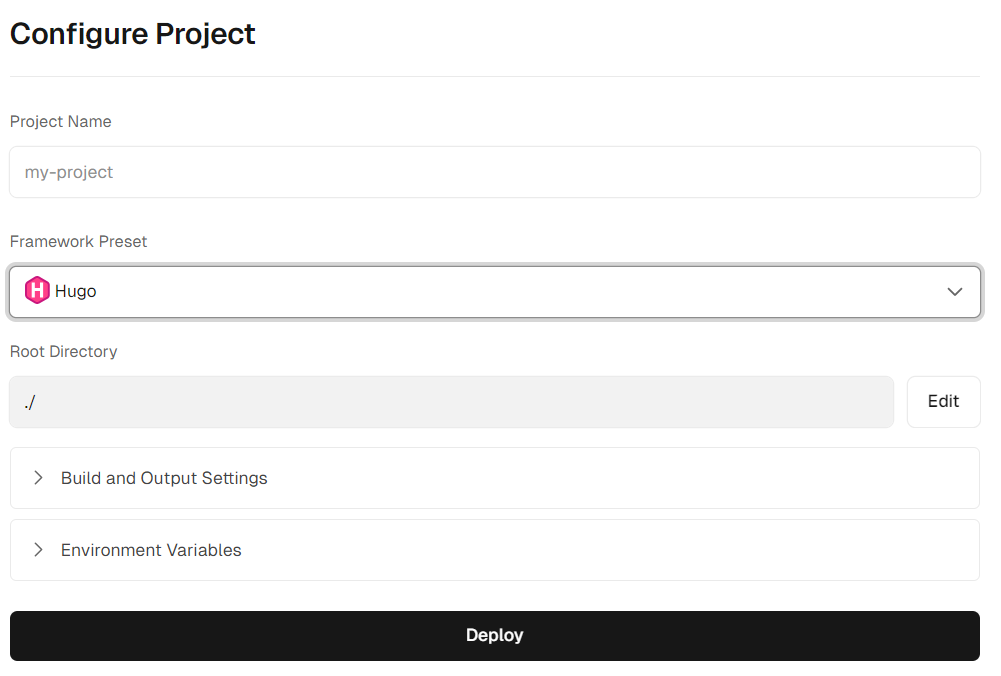 Configure Project
Project Name
my-project
Framework Preset
H Hugo
Root Directory
./
Edit
Build and Output Settings
Environment Variables
Deploy